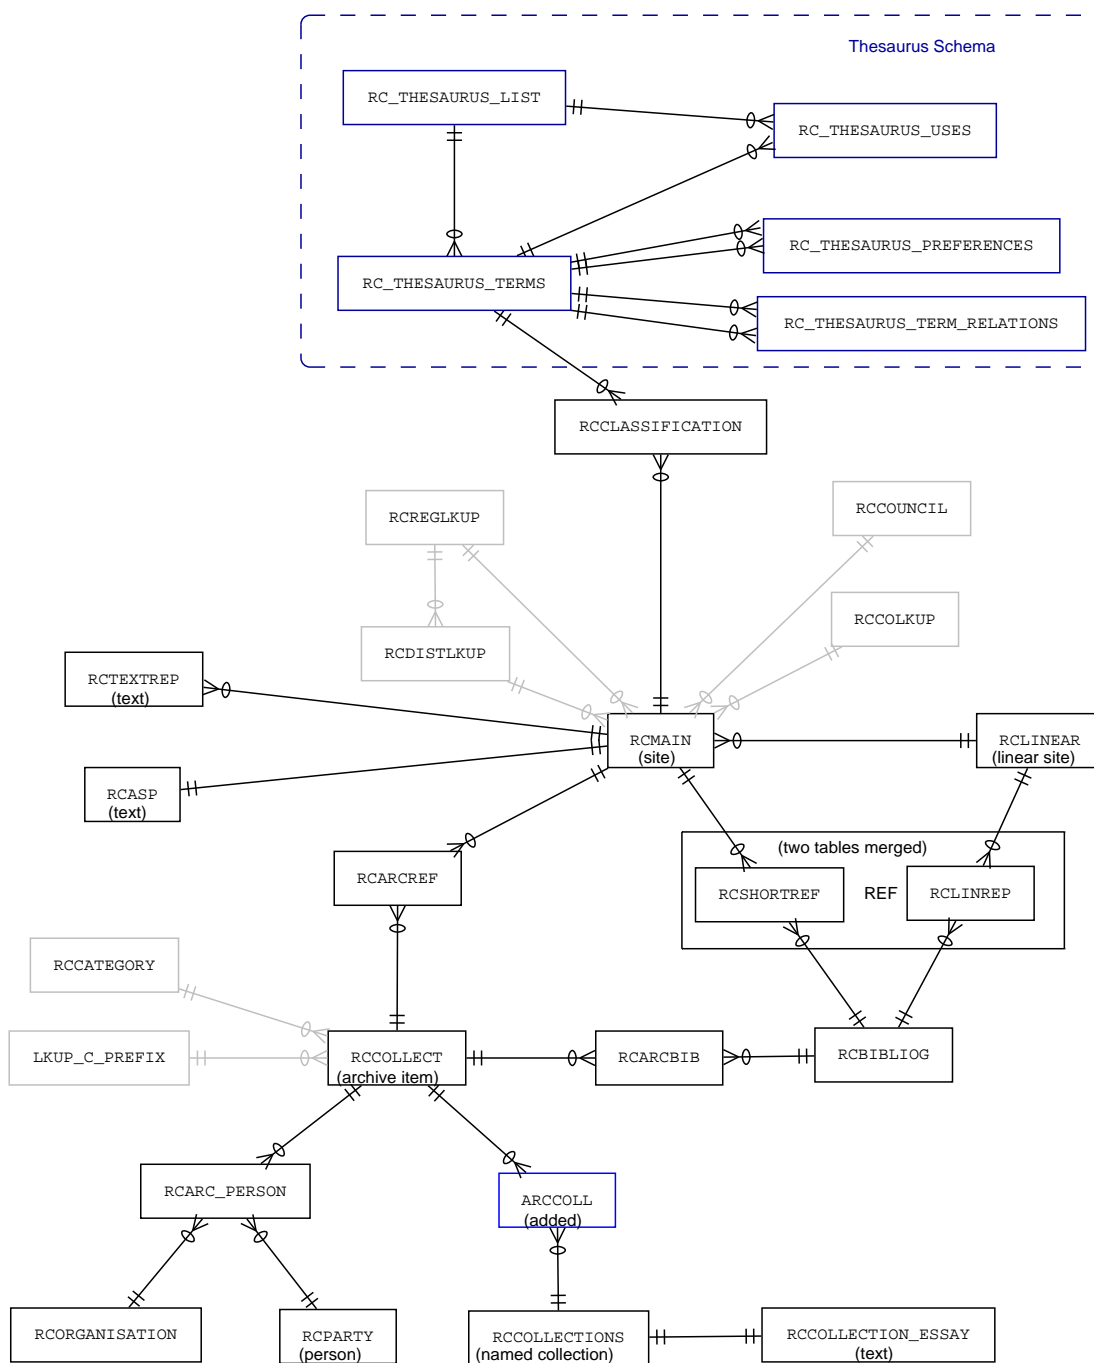 Thesaurus Schema
RC_THESAURUS_LIST
RC_THESAURUS_USES
RC_THESAURUS_PREFERENCES
RC_THESAURUS_TERMS
RC_THESAURUS_TERM_RELATIONS
RCCLASSIFICATION
RCREGLKUP
RCCOUNCIL
RCCOLKUP
RCDISTLKUP
RCTEXTREP
(text)
RCMAIN
(site)
RCLINEAR
(linear site)
RCASP
(text)
(two tables merged)
RCARCREF
RCSHORTREF
REF
RCLINREP
RCCATEGORY
LKUP_C_PREFIX
RCCOLLECT
(archive item)
RCARCBIB
RCBIBLIOG
RCARC_PERSON
ARCCOLL
(added)
RCORGANISATION
RCPARTY
(person)
RCCOLLECTIONS
(named collection)
RCCOLLECTION_ESSAY
(text)